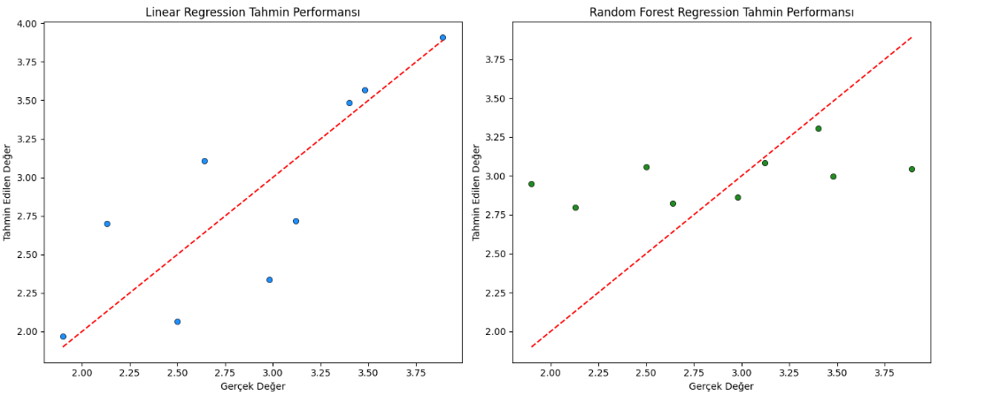 Linear Regression Tahmin Performansı
4.00
3.75
3.50
3.25
3.00
2.75
2.50
2.25
2.00
Tahmin Edilen Değer
2.00 2.25 2.50 2.75 3.00 3.25 3.50 3.75
Gerçek Değer
Random Forest Regression Tahmin Performansı
3.75
3.50
3.25
3.00
2.75
2.50
2.25
2.00
Tahmin Edilen Değer
2.00 2.25 2.50 2.75 3.00 3.25 3.50 3.75
Gerçek Değer